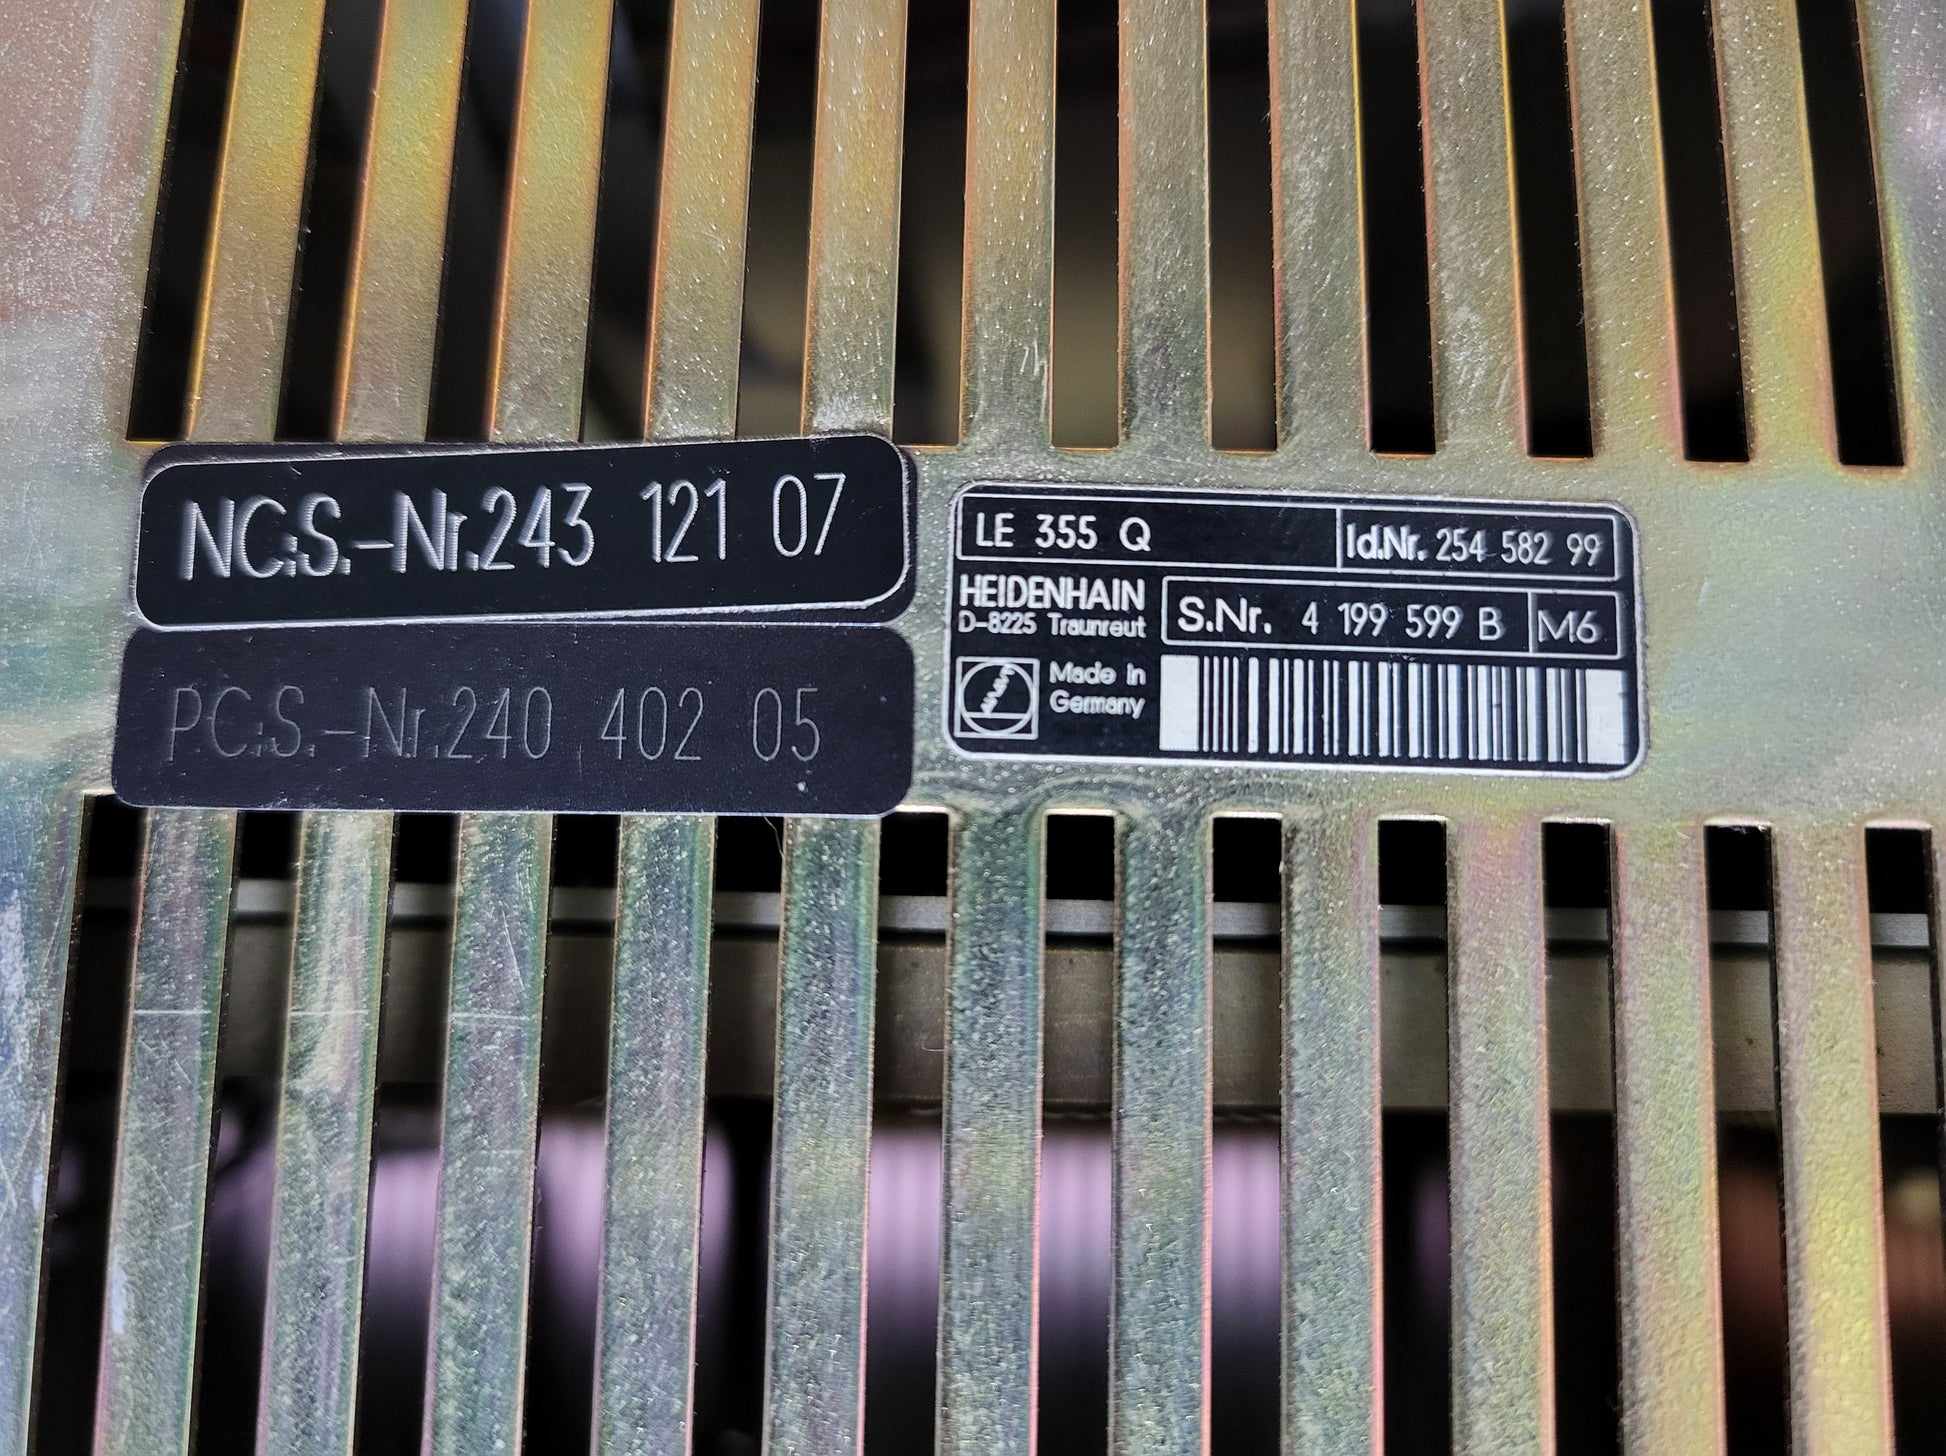 NC.:S.-Nr.243 121 07
P.C.:S.-Nr.240 402 05
LE 355 Q
Id.Nr. 254 582 99
HEIDENHAIN
D-8225 Traunreut
S.Nr. 4 199 599 B
M6
Made in
Germany